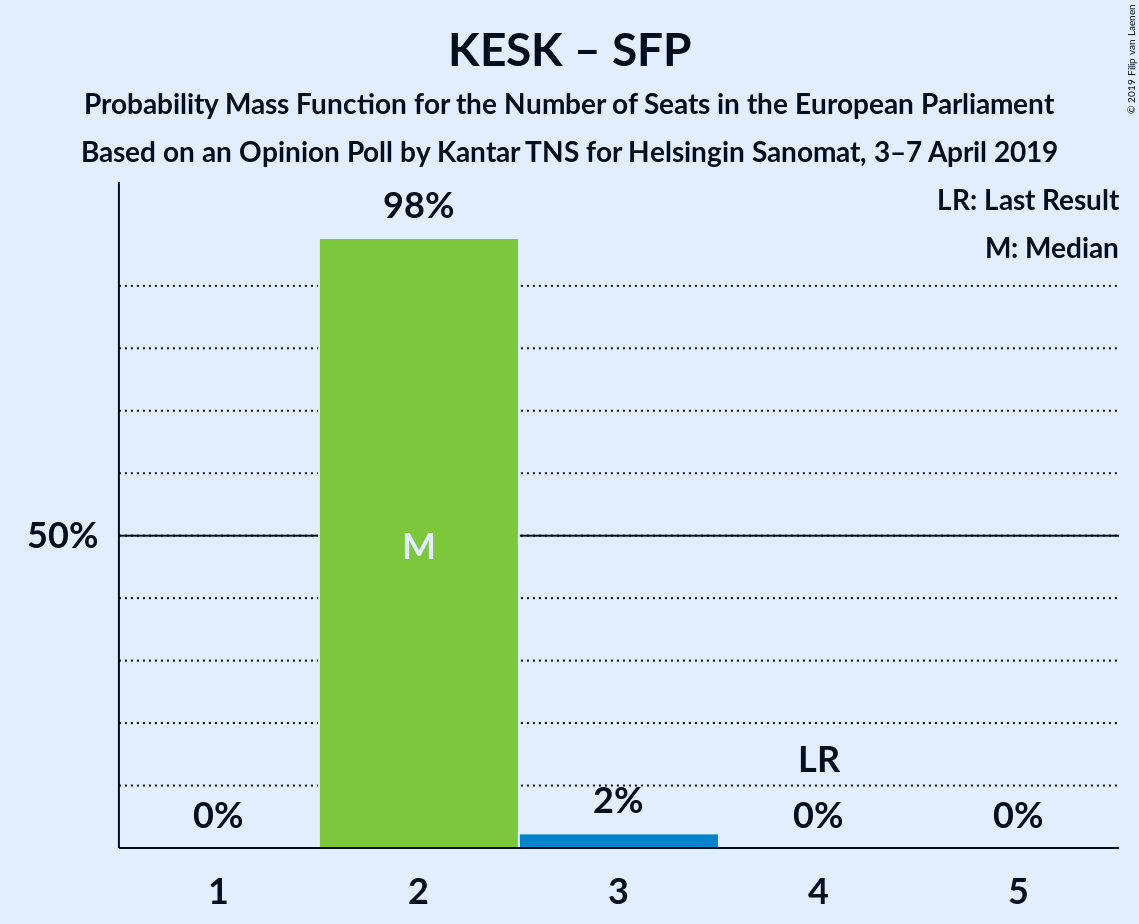 KESK – SFP
Probability Mass Function for the Number of Seats in the European Parliament
Based on an Opinion Poll by Kantar TNS for Helsingin Sanomat, 3–7 April 2019
© 2019 Filip van Laenen
LR: Last Result
M: Median
98%
50%
M
LR
0%
2%
0%
0%
1
2
3
4
5